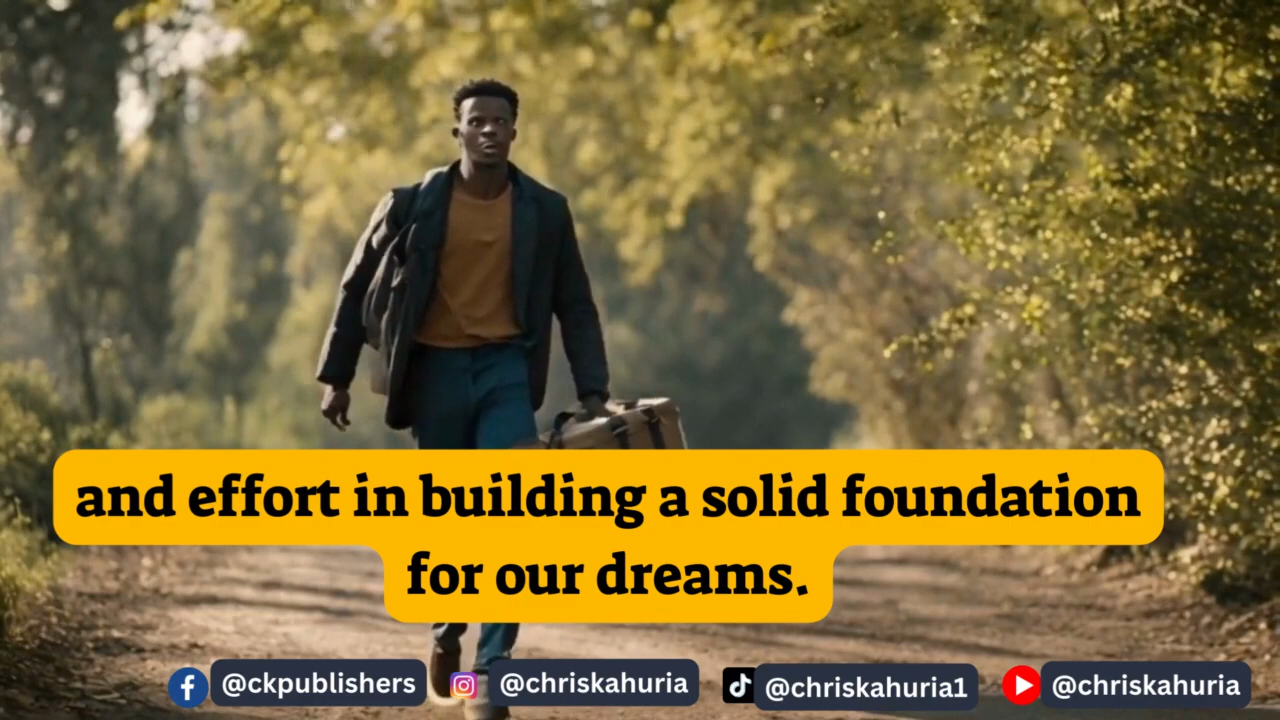 and effort in building a solid foundation
for our dreams.
@ckpublishers @chriskahuria @chriskahuria1 @chriskahuria